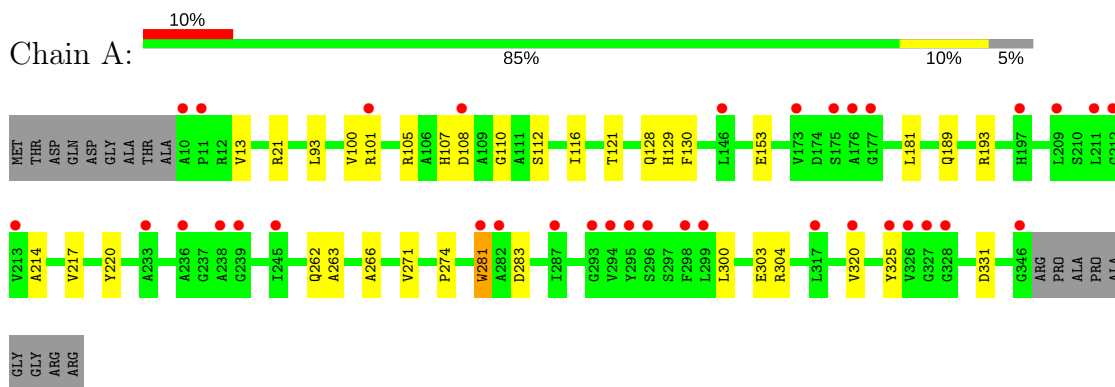 10%
Chain A:
85% 10% 5%
MET THR ASP GLN ASP GLY ALA THR ALA A10 P11 R12 V13 R21 L93 V100 R101 R105 A106 H107 D108 A109 G110 A111 S112 I116 T121 Q128 H129 F130 L146 E153 V173 D174 S175 A176 G177 L181 Q189 R193 H197 L209 S210 L211 G212
V213 A214 V217 Y220 A233 A236 G237 A238 G239 I245 Q262 A263 A266 V271 P274 W281 A282 D283 I287 G293 V294 Y295 S296 S297 F298 L299 L300 E303 R304 L317 V320 Y325 V326 G327 G328 D331 G346 ARG PRO ALA PRO ALA
GLY GLY ARG ARG